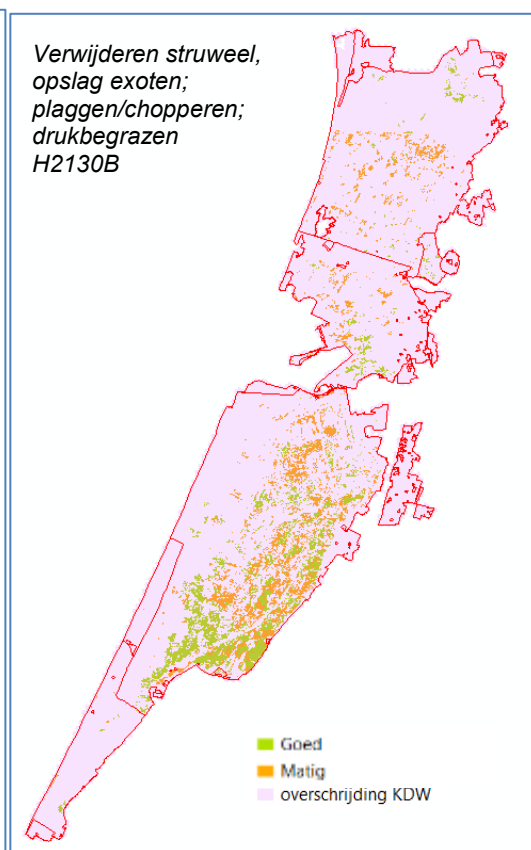 Verwijderen struweel,
opslag exoten;
plaggen/chopperen;
drukbegrazen
H2130B
Goed
Matig
overschrijding KDW